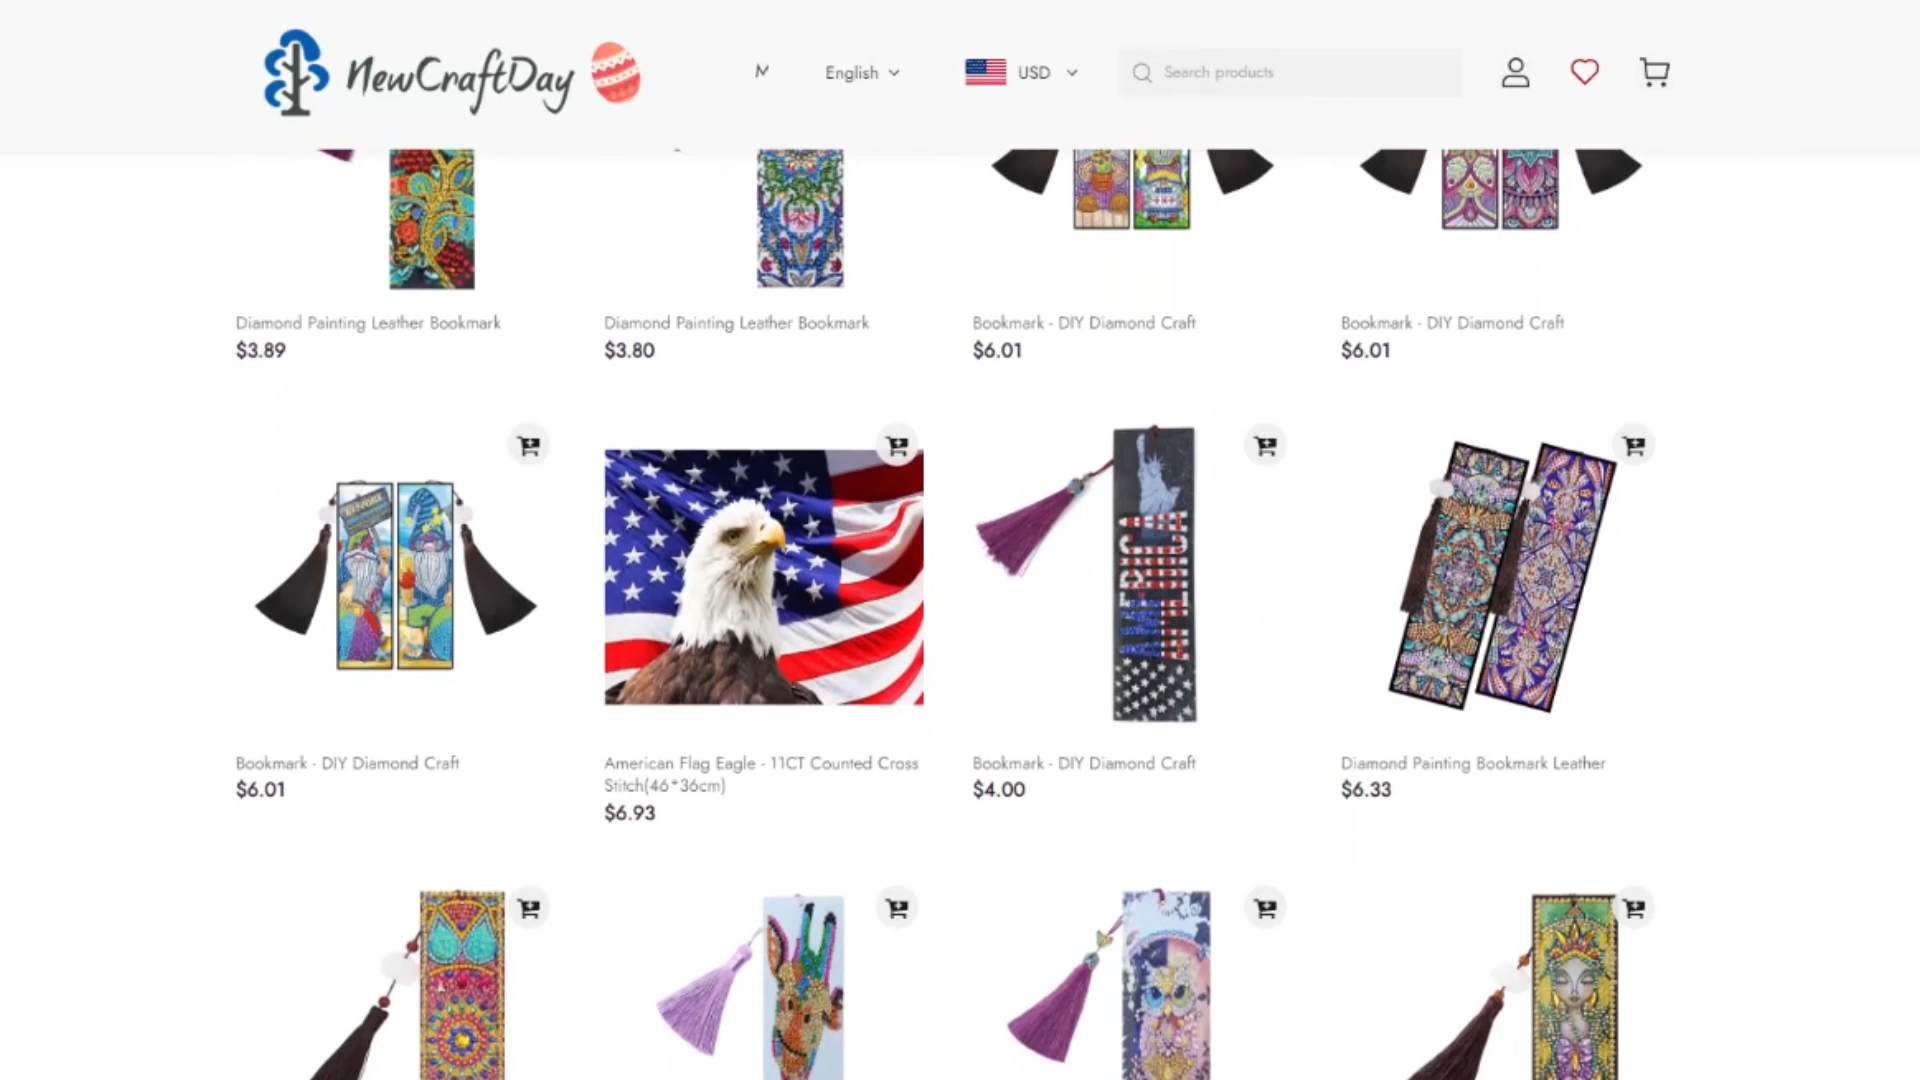 NewCraftDay
M
English
USD
Search products
Diamond Painting Leather Bookmark
$3.89
Diamond Painting Leather Bookmark
$3.80
Bookmark - DIY Diamond Craft
$6.01
Bookmark - DIY Diamond Craft
$6.01
AMERICA
Bookmark - DIY Diamond Craft
$6.01
American Flag Eagle - 11CT Counted Cross
Stitch(46*36cm)
$6.93
Bookmark - DIY Diamond Craft
$4.00
Diamond Painting Bookmark Leather
$6.33